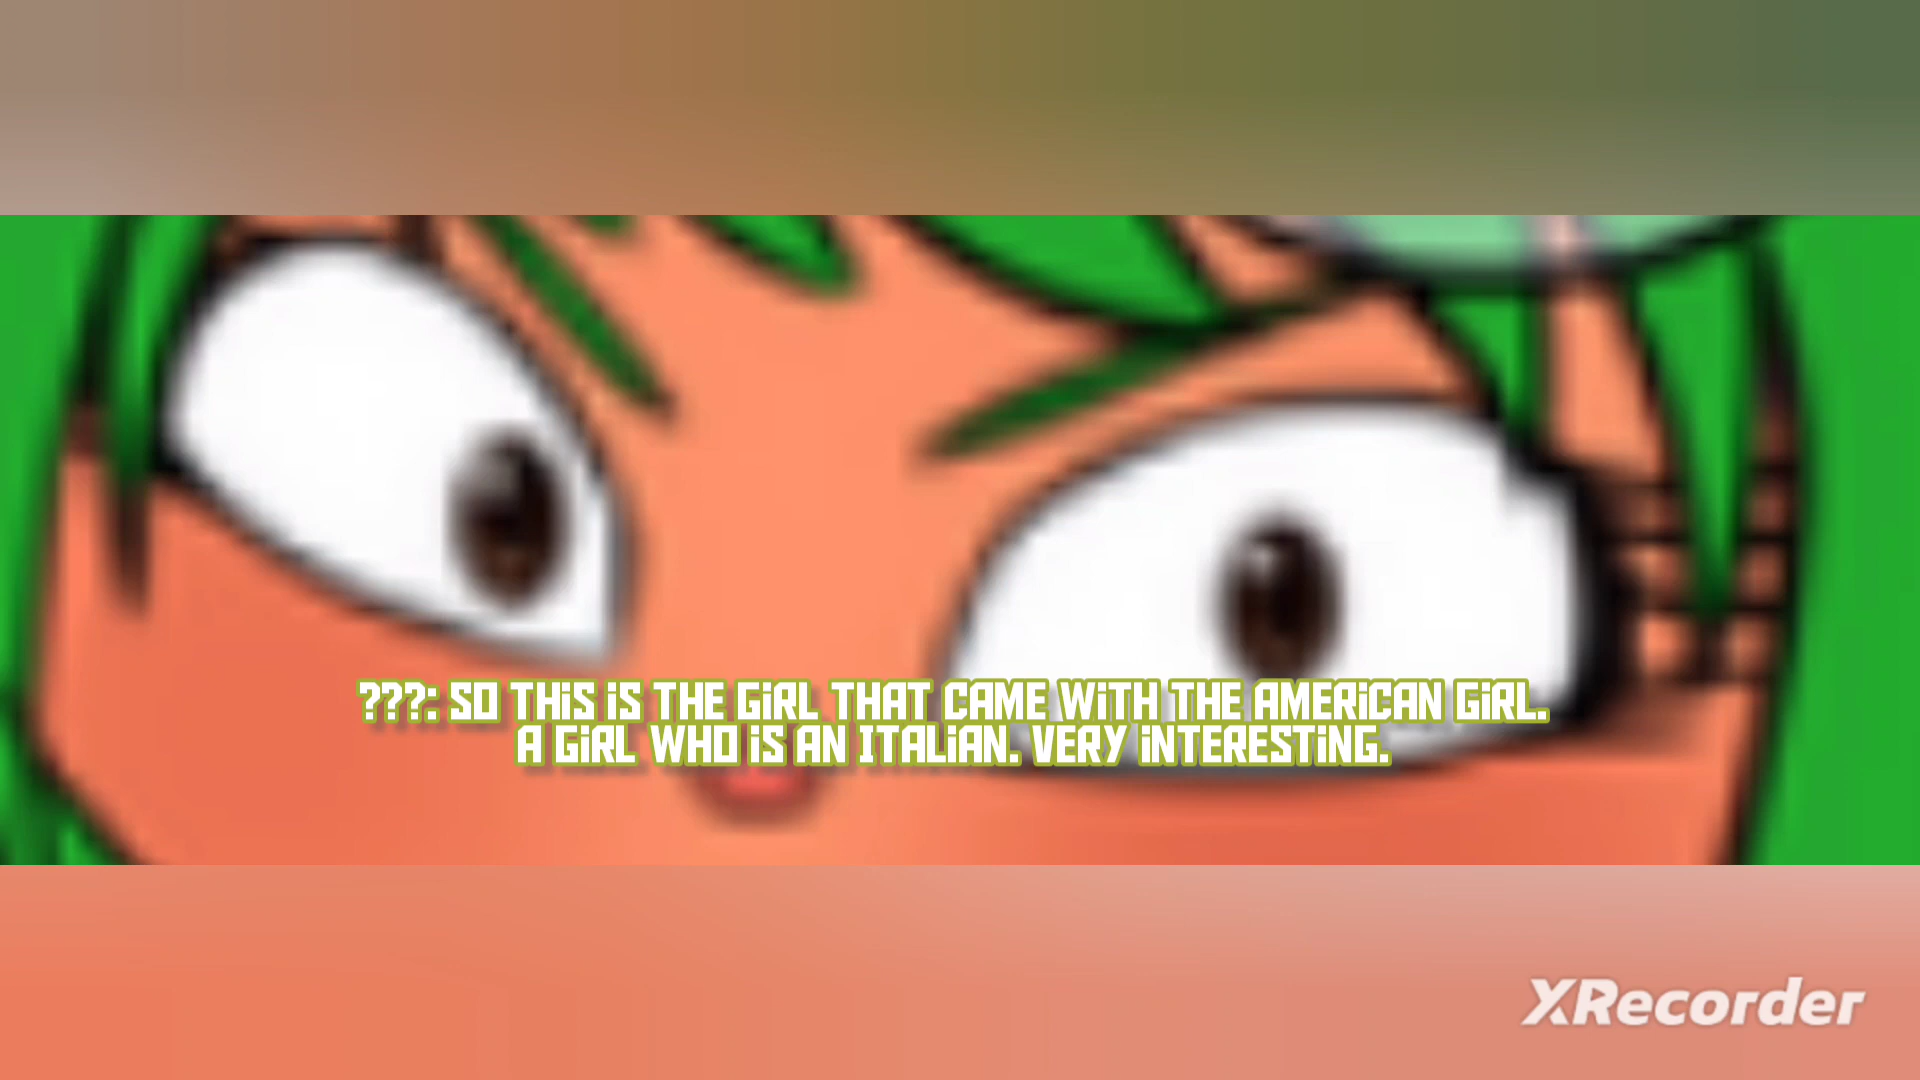 ???: SO THiS iS THE GiRL THAT CAME WiTH THE AMERiCAN GiRL.
A GiRL WHO iS AN ITALiAN. VERY iNTERESTiNG.
XRecorder